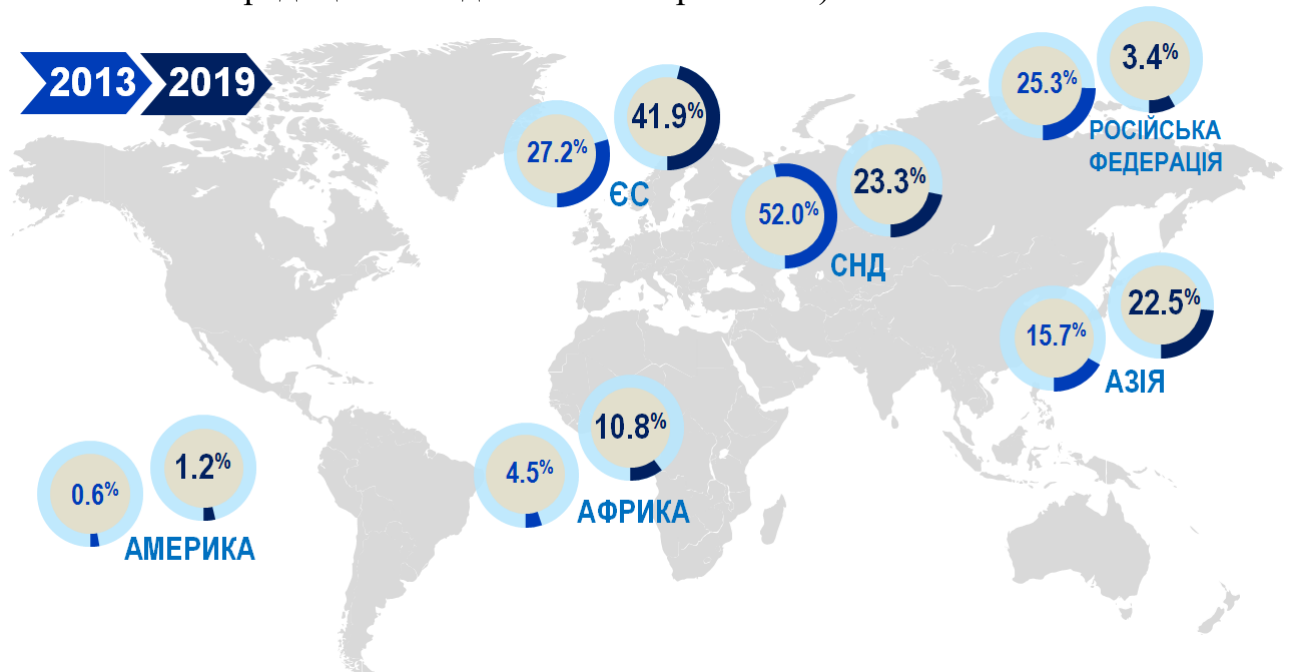 2013 2019
27.2%
41.9%
ЄС
52.0%
23.3%
СНД
25.3%
3.4%
РОСІЙСЬКА
ФЕДЕРАЦІЯ
15.7%
22.5%
АЗІЯ
4.5%
10.8%
АФРИКА
0.6%
1.2%
АМЕРИКА